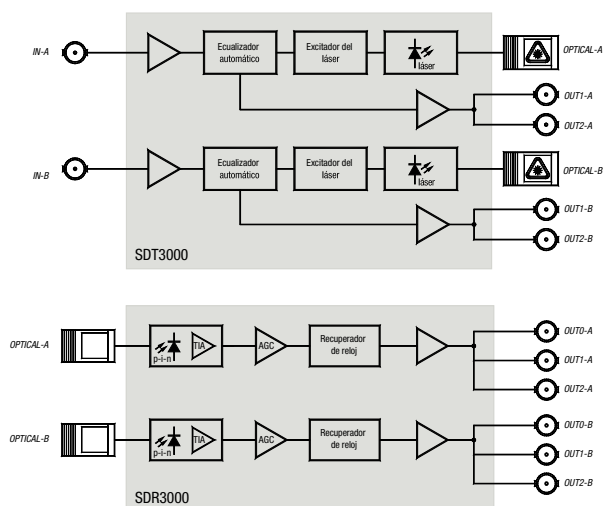 IN-A
Ecualizador
automático
Excitador del
láser
láser
OPTICAL-A
OUT1-A
OUT2-A
IN-B
Ecualizador
automático
Excitador del
láser
láser
OPTICAL-B
OUT1-B
OUT2-B
SDT3000
OPTICAL-A
p-i-n
TIA
AGC
Recuperador
de reloj
OUT0-A
OUT1-A
OUT2-A
OPTICAL-B
p-i-n
TIA
AGC
Recuperador
de reloj
OUT0-B
OUT1-B
OUT2-B
SDR3000